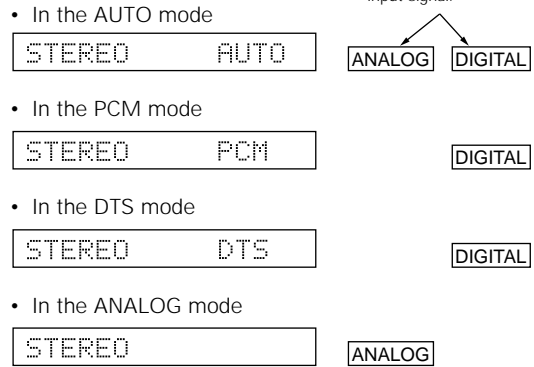 input signal.
• In the AUTO mode
STEREO AUTO ANALOG DIGITAL
• In the PCM mode
STEREO PCM DIGITAL
• In the DTS mode
STEREO DTS DIGITAL
• In the ANALOG mode
STEREO ANALOG